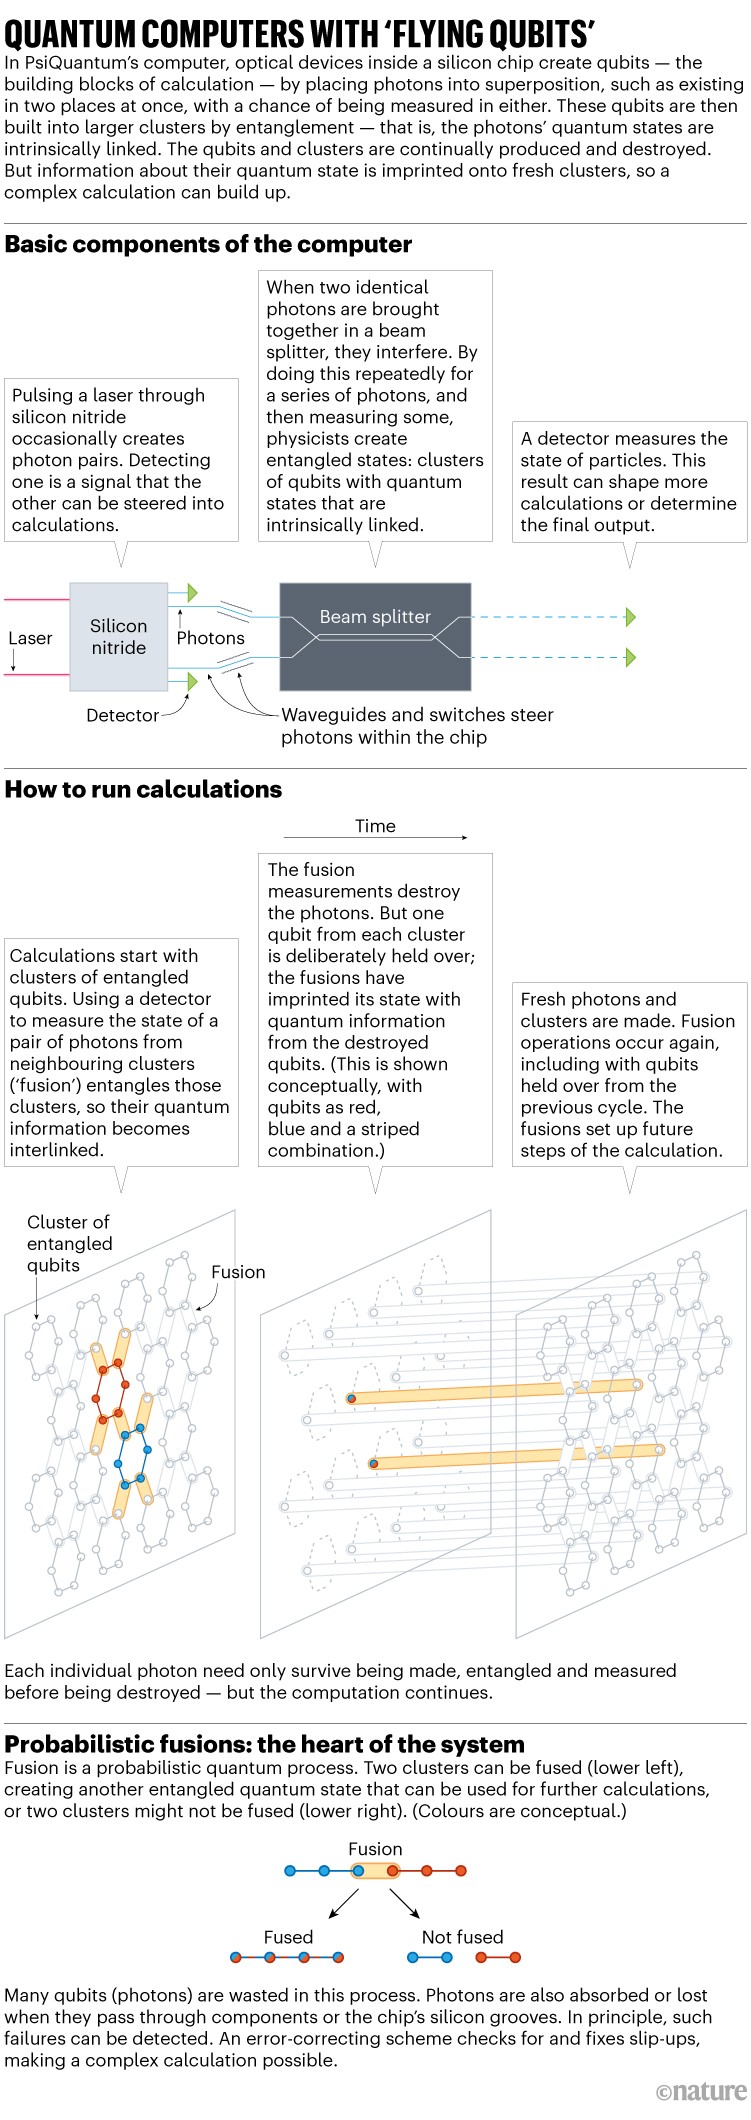 QUANTUM COMPUTERS WITH ‘FLYING QUBITS’
In PsiQuantum’s computer, optical devices inside a silicon chip create qubits — the
building blocks of calculation — by placing photons into superposition, such as existing
in two places at once, with a chance of being measured in either. These qubits are then
built into larger clusters by entanglement — that is, the photons’ quantum states are
intrinsically linked. The qubits and clusters are continually produced and destroyed.
But information about their quantum state is imprinted onto fresh clusters, so a
complex calculation can build up.
Basic components of the computer
Pulsing a laser through
silicon nitride
occasionally creates
photon pairs. Detecting
one is a signal that the
other can be steered into
calculations.
When two identical
photons are brought
together in a beam
splitter, they interfere. By
doing this repeatedly for
a series of photons, and
then measuring some,
physicists create
entangled states: clusters
of qubits with quantum
states that are
intrinsically linked.
A detector measures the
state of particles. This
result can shape more
calculations or determine
the final output.
Laser
Silicon
nitride
Photons
Beam splitter
Detector
Waveguides and switches steer
photons within the chip
How to run calculations
Time
Calculations start with
clusters of entangled
qubits. Using a detector
to measure the state of a
pair of photons from
neighbouring clusters
(‘fusion’) entangles those
clusters, so their quantum
information becomes
interlinked.
The fusion
measurements destroy
the photons. But one
qubit from each cluster
is deliberately held over;
the fusions have
imprinted its state with
quantum information
from the destroyed
qubits. (This is shown
conceptually, with
qubits as red,
blue and a striped
combination.)
Fresh photons and
clusters are made. Fusion
operations occur again,
including with qubits
held over from the
previous cycle. The
fusions set up future
steps of the calculation.
Cluster of
entangled
qubits
Fusion
Each individual photon need only survive being made, entangled and measured
before being destroyed — but the computation continues.
Probabilistic fusions: the heart of the system
Fusion is a probabilistic quantum process. Two clusters can be fused (lower left),
creating another entangled quantum state that can be used for further calculations,
or two clusters might not be fused (lower right). (Colours are conceptual.)
Fusion
Fused
Not fused
Many qubits (photons) are wasted in this process. Photons are also absorbed or lost
when they pass through components or the chip’s silicon grooves. In principle, such
failures can be detected. An error-correcting scheme checks for and fixes slip-ups,
making a complex calculation possible.
©nature